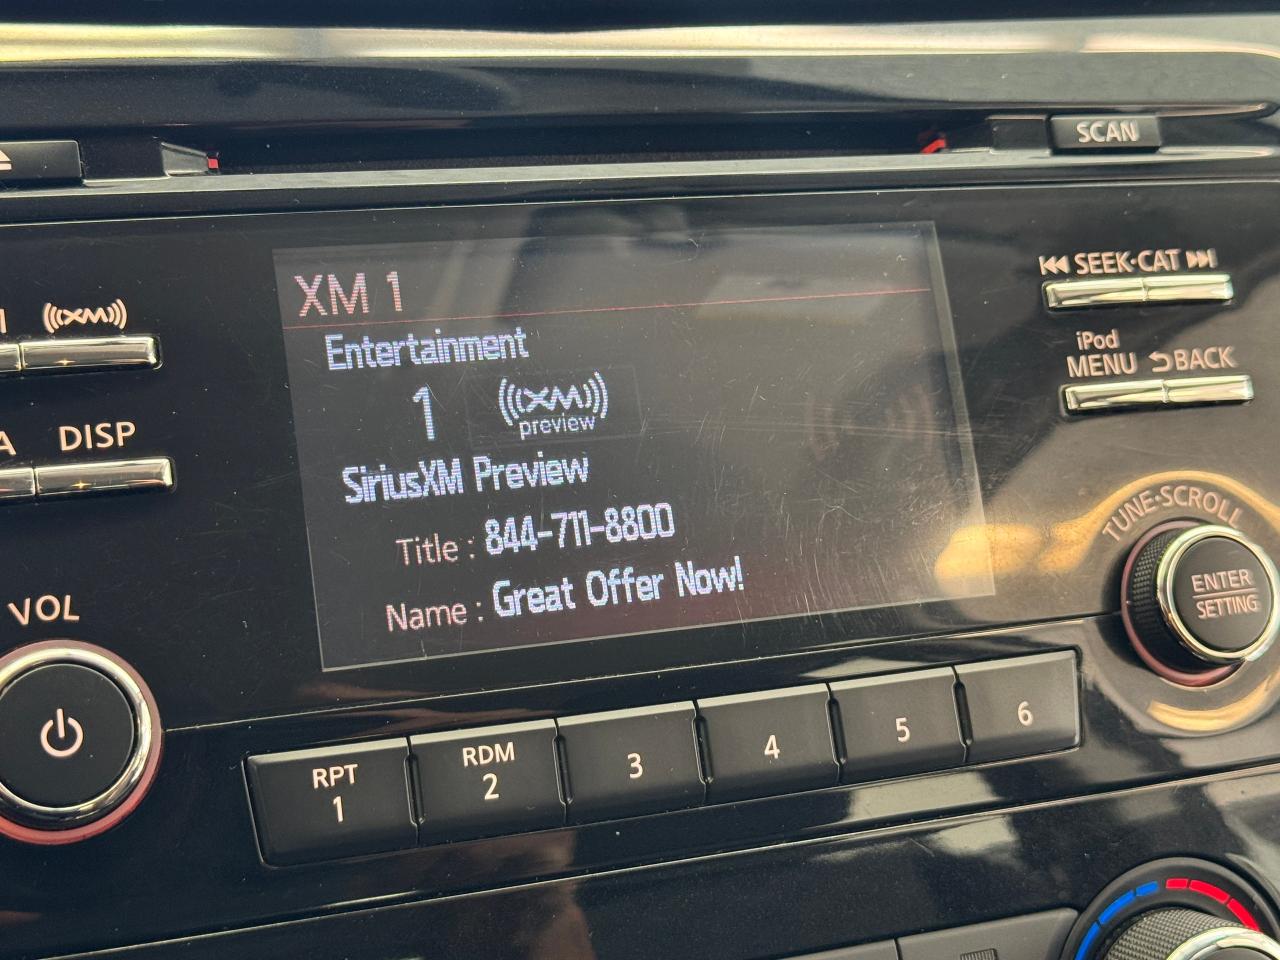 SCAN
XM 1
SEEK·CAT
XM
Entertainment
iPod
MENU BACK
1 XM
preview
DISP
SiriusXM Preview
TUNE·SCROLL
Title : 844-711-8800
ENTER
SETTING
Name : Great Offer Now!
VOL
RPT
1
RDM
2
3
4
5
6